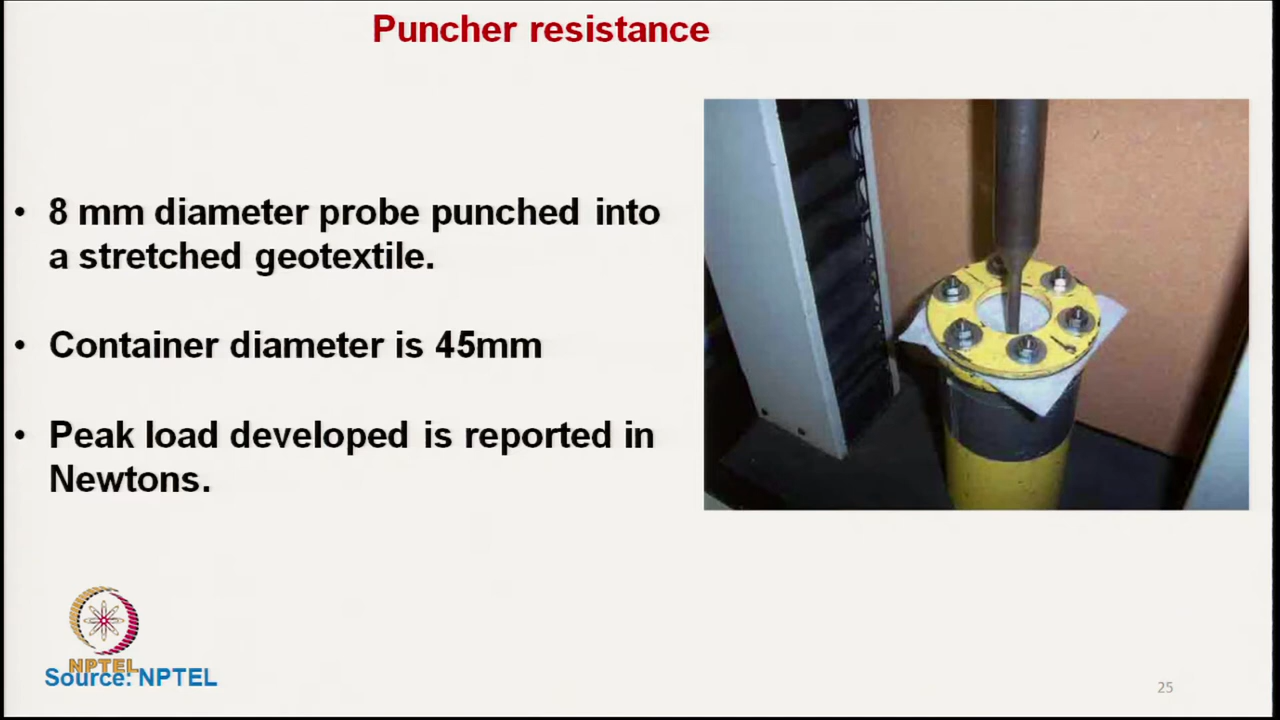 Puncher resistance
• 8 mm diameter probe punched into
a stretched geotextile.
• Container diameter is 45mm
• Peak load developed is reported in
Newtons.
NPTEL
Source: NPTEL
25